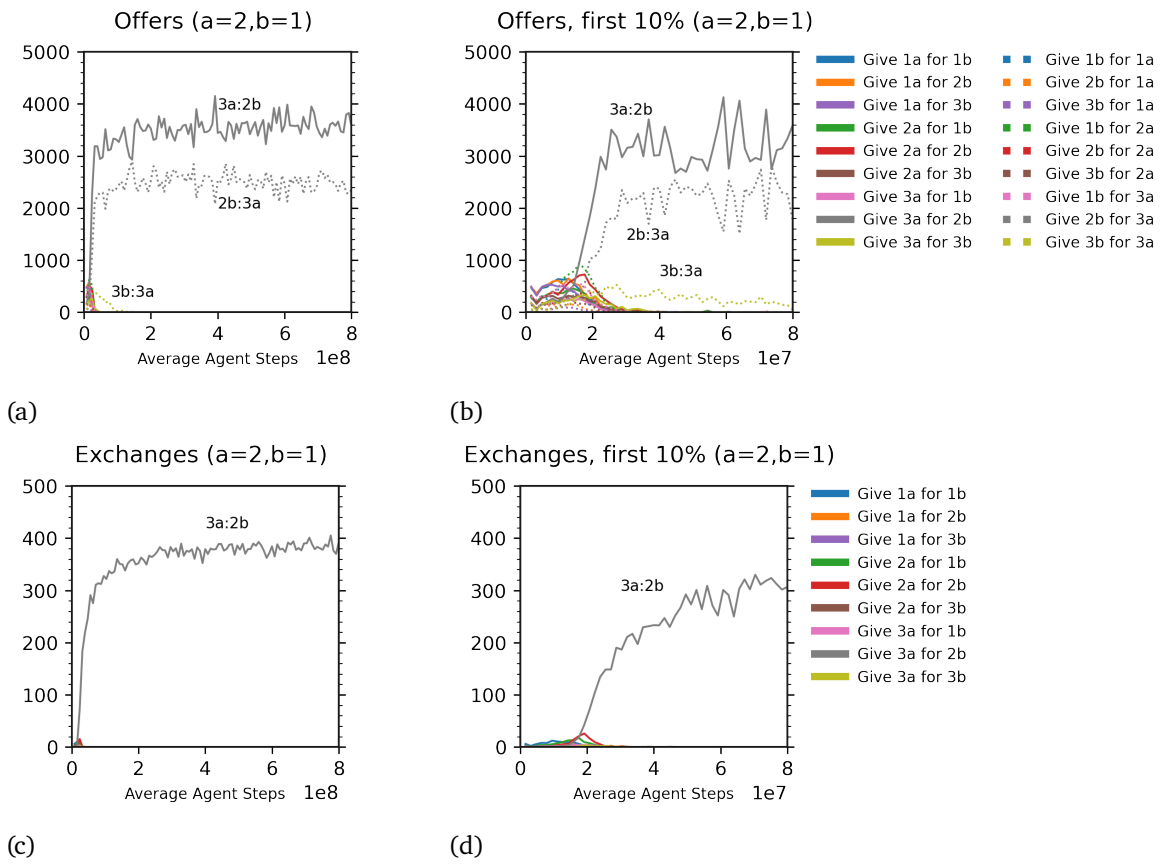 Offers (a=2,b=1)
5000
4000
3000
2000
1000
0
3a:2b
2b:3a
3b:3a
0 2 4 6 8
Average Agent Steps 1e8
(a)
Offers, first 10% (a=2,b=1)
5000
4000
3000
2000
1000
0
3a:2b
2b:3a
3b:3a
0 2 4 6 8
Average Agent Steps 1e7
(b)
Give 1a for 1b
Give 1a for 2b
Give 1a for 3b
Give 2a for 1b
Give 2a for 2b
Give 2a for 3b
Give 3a for 1b
Give 3a for 2b
Give 3a for 3b
Give 1b for 1a
Give 2b for 1a
Give 3b for 1a
Give 1b for 2a
Give 2b for 2a
Give 3b for 2a
Give 1b for 3a
Give 2b for 3a
Give 3b for 3a
Exchanges (a=2,b=1)
500
400
300
200
100
0
3a:2b
0 2 4 6 8
Average Agent Steps 1e8
(c)
Exchanges, first 10% (a=2,b=1)
500
400
300
200
100
0
3a:2b
0 2 4 6 8
Average Agent Steps 1e7
(d)
Give 1a for 1b
Give 1a for 2b
Give 1a for 3b
Give 2a for 1b
Give 2a for 2b
Give 2a for 3b
Give 3a for 1b
Give 3a for 2b
Give 3a for 3b